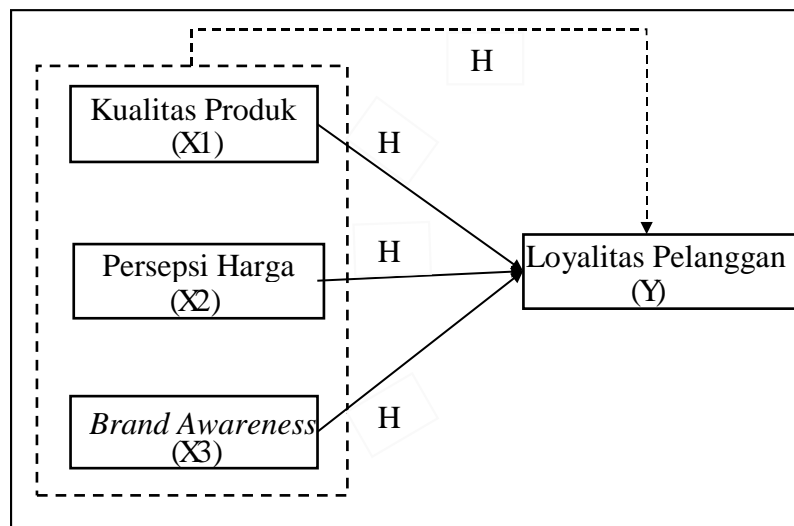 H
Kualitas Produk
(X1)
H
Persepsi Harga
(X2)
H
Loyalitas Pelanggan
(Y)
Brand Awareness
(X3)
H